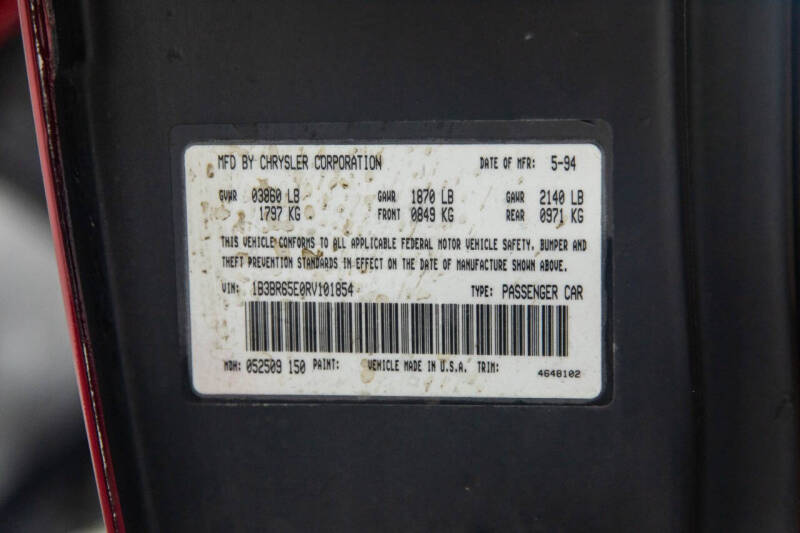 MFD BY CHRYSLER CORPORATION DATE OF MFR: 5-94
GVWR 03860 LB GAWR 1870 LB GAWR 2140 LB
1797 KG FRONT 0849 KG REAR 0971 KG
THIS VEHICLE CONFORMS TO ALL APPLICABLE FEDERAL MOTOR VEHICLE SAFETY, BUMPER AND
THEFT PREVENTION STANDARDS IN EFFECT ON THE DATE OF MANUFACTURE SHOWN ABOVE.
VIN: 1B3BR65E0RV101854 TYPE: PASSENGER CAR
MDH: 052509 150 PAINT: VEHICLE MADE IN U.S.A. TRIM:
4648102